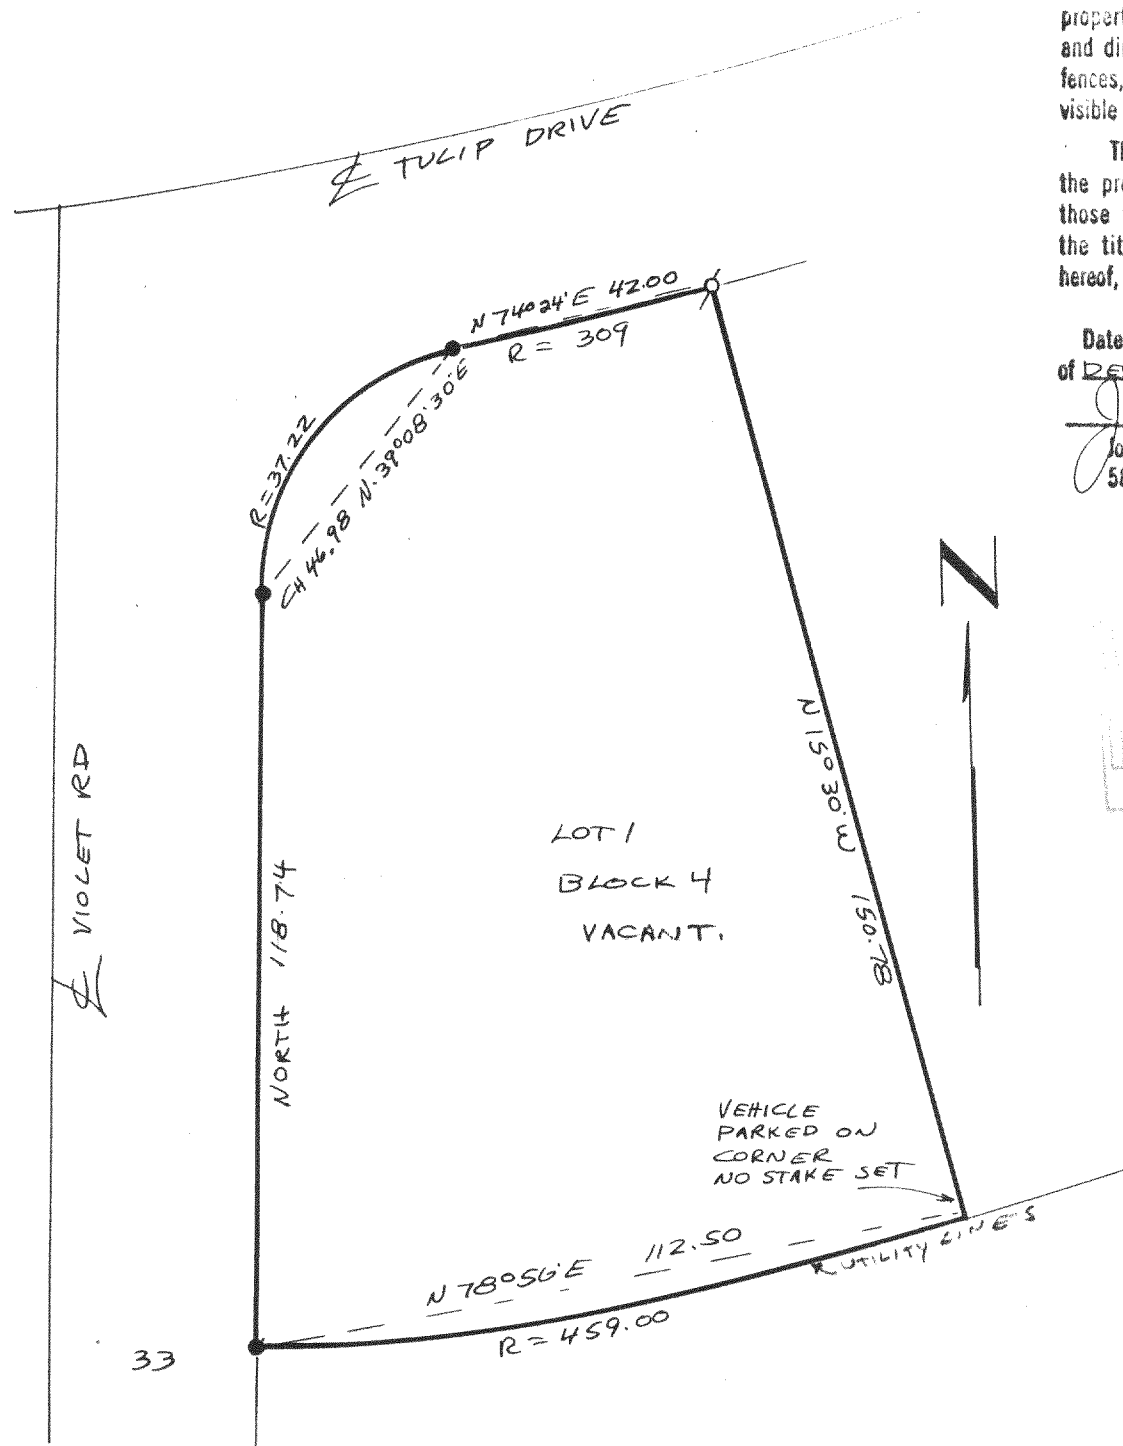 proper
and di
fences,
visible
Th
the pr
those
the tit
hereof,
Date
of DE
58
℄ TULIP DRIVE
N 74°24'E 42.00
R = 309
R = 37.22
CH 46.98 N.39°08'30"E
N
N 15° 30' W 150.78
℄ VIOLET RD
NORTH 118.74
LOT 1
BLOCK 4
VACANT.
VEHICLE
PARKED ON
CORNER
NO STAKE SET
UTILITY LINES
N 78°56'E 112.50
R = 459.00
33